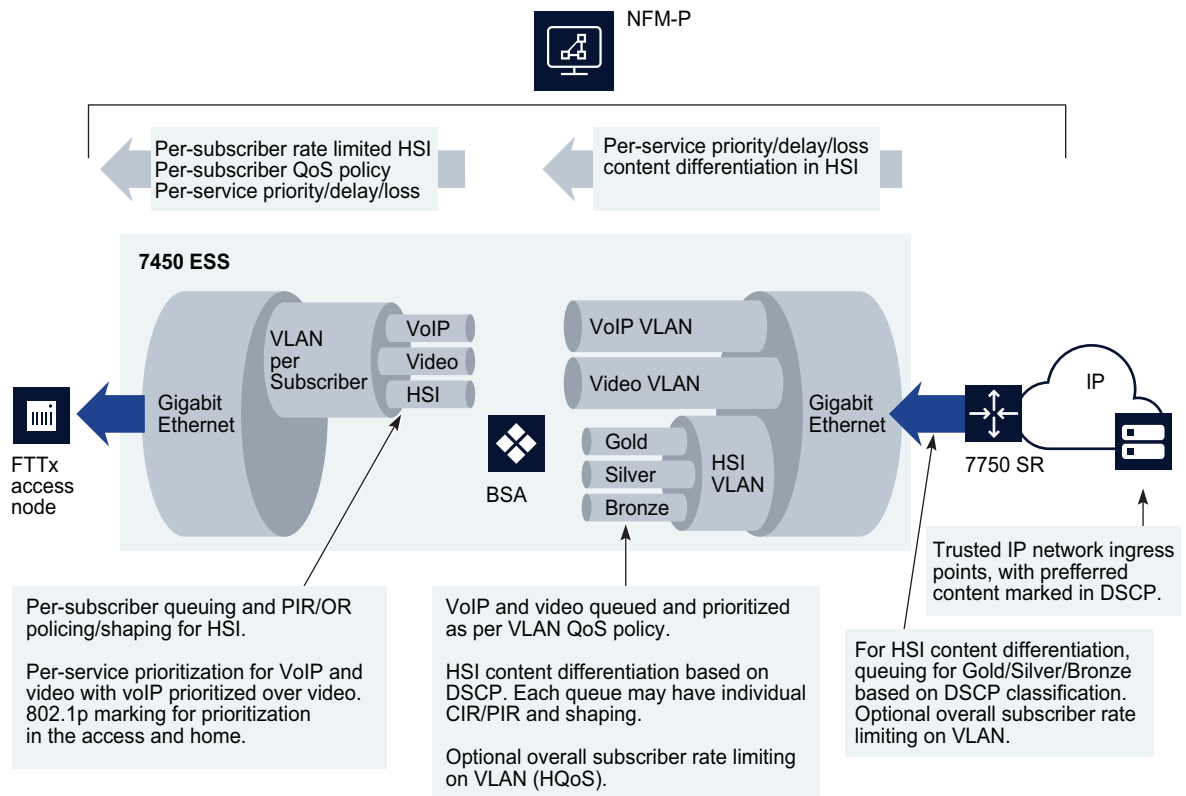 NFM-P
Per-subscriber rate limited HSI
Per-subscriber QoS policy
Per-service priority/delay/loss
Per-service priority/delay/loss
content differentiation in HSI
7450 ESS
VLAN
per
Subscriber
VoIP
Video
HSI
VoIP VLAN
Video VLAN
Gold
Silver
Bronze
HSI
VLAN
Gigabit
Ethernet
Gigabit
Ethernet
BSA
FTTx
access
node
IP
7750 SR
Trusted IP network ingress
points, with prefferred
content marked in DSCP.
Per-subscriber queuing and PIR/OR
policing/shaping for HSI.
Per-service prioritization for VoIP and
video with voIP prioritized over video.
802.1p marking for prioritization
in the access and home.
VoIP and video queued and prioritized
as per VLAN QoS policy.
HSI content differentiation based on
DSCP. Each queue may have individual
CIR/PIR and shaping.
Optional overall subscriber rate limiting
on VLAN (HQoS).
For HSI content differentiation,
queuing for Gold/Silver/Bronze
based on DSCP classification.
Optional overall subscriber rate
limiting on VLAN.